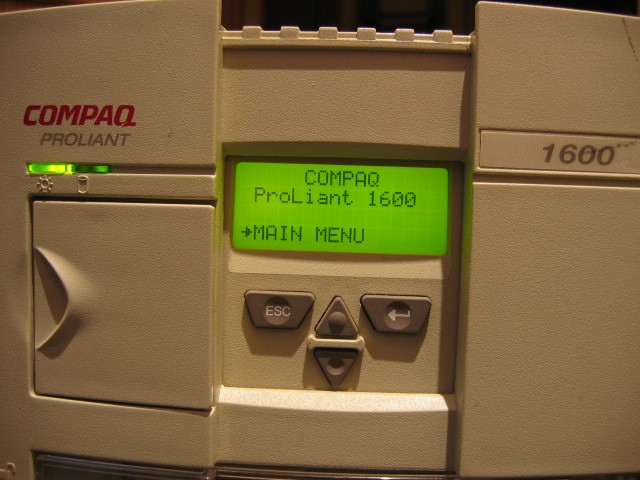 COMPAQ
PROLIANT
1600
COMPAQ
ProLiant 1600
→MAIN MENU
ESC